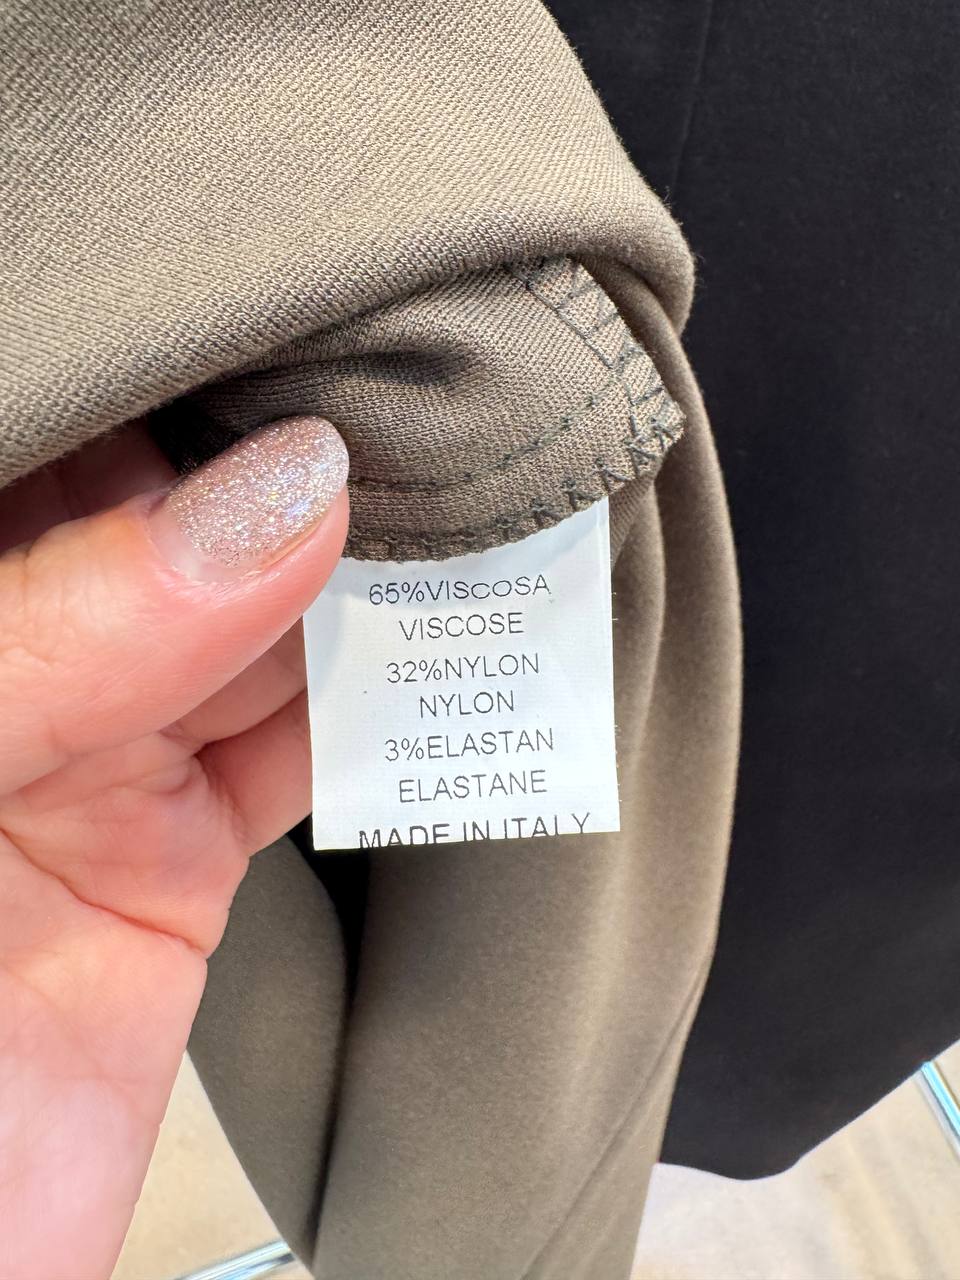 65%VISCOSA
VISCOSE
32%NYLON
NYLON
3%ELASTAN
ELASTANE
MADE IN ITALY